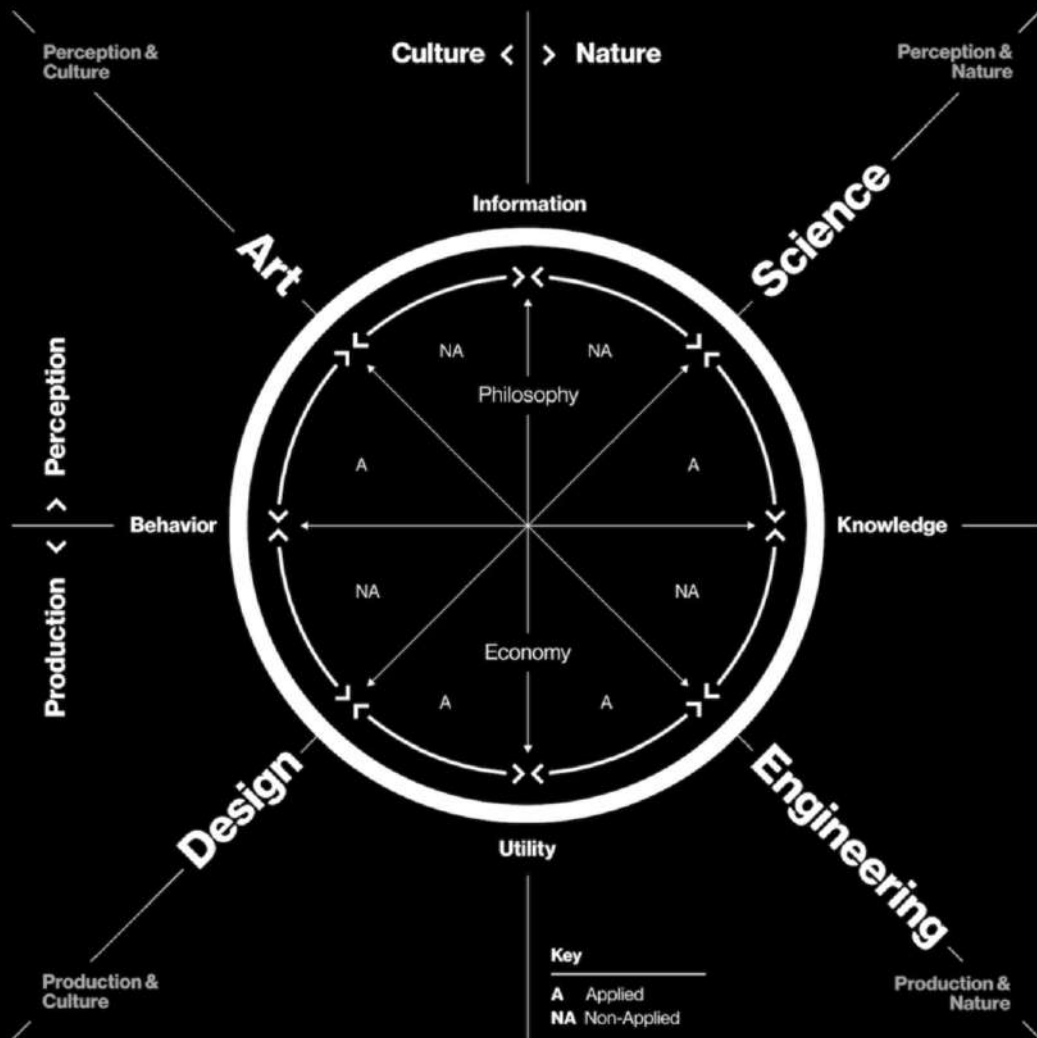 Perception &
Culture
Culture < > Nature
Perception &
Nature
Information
Art
Science
NA
NA
Philosophy
Production < > Perception
A
A
Behavior
Knowledge
NA
NA
Economy
A
A
Design
Engineering
Utility
Key
A Applied
NA Non-Applied
Production &
Culture
Production &
Nature